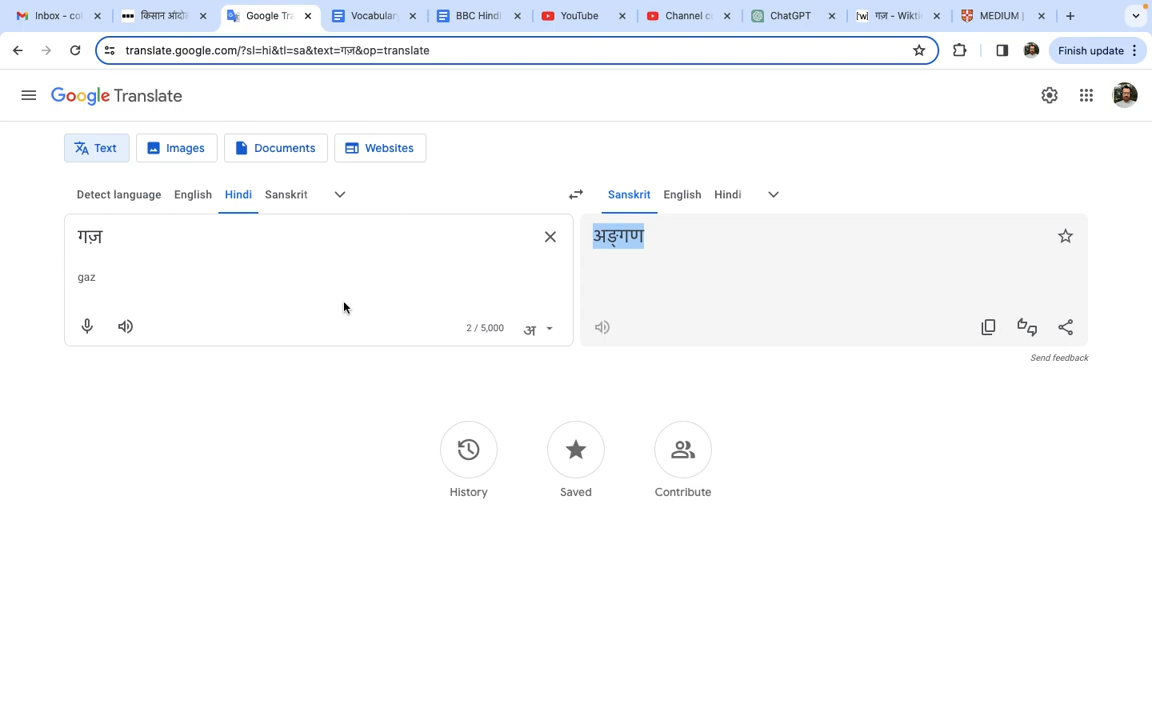 Inbox - co
किसान आंदो
Google Tra
Vocabular
BBC Hindi
YouTube
Channel c
ChatGPT
गज़ - Wikti
MEDIUM |
translate.google.com/?sl=hi&tl=sa&text=गज़&op=translate
Finish update
Google Translate
Text
Images
Documents
Websites
Detect language English Hindi Sanskrit
Sanskrit English Hindi
गज़
gaz
2 / 5,000
अ
अङ्गण
Send feedback
History
Saved
Contribute